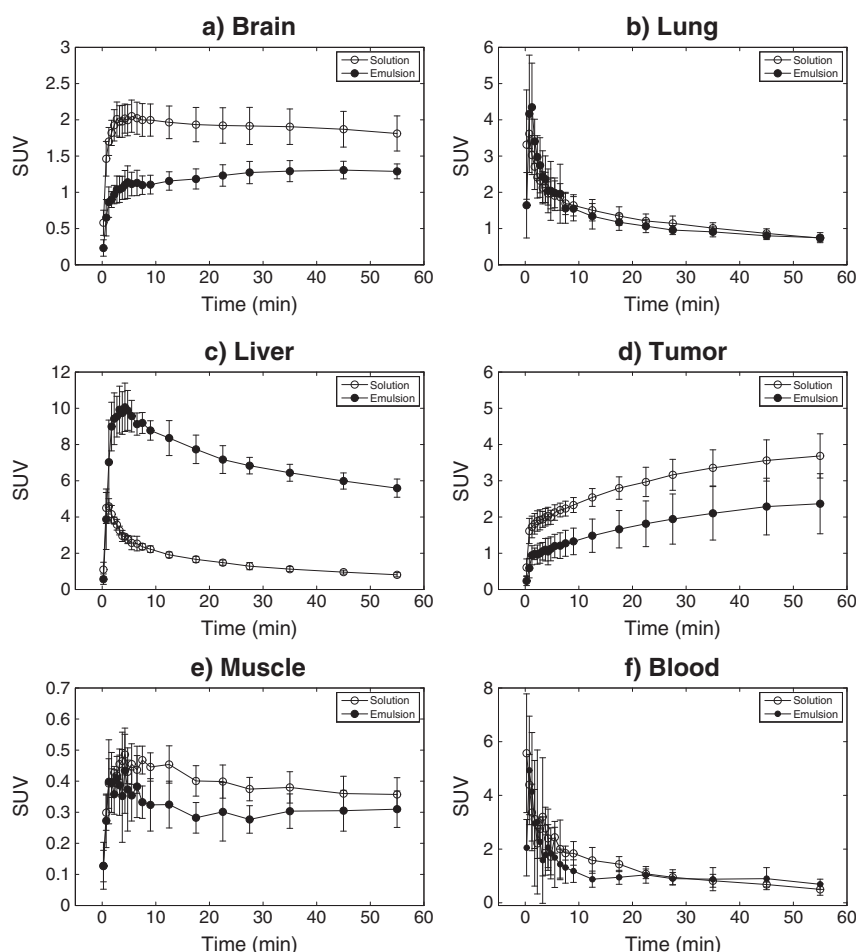 a) Brain
3
2.5
2
1.5
1
0.5
0
SUV
0 10 20 30 40 50 60
Time (min)
Solution
Emulsion
b) Lung
6
5
4
3
2
1
0
SUV
0 10 20 30 40 50 60
Time (min)
Solution
Emulsion
c) Liver
12
10
8
6
4
2
0
SUV
0 10 20 30 40 50 60
Time (min)
Solution
Emulsion
d) Tumor
6
5
4
3
2
1
0
SUV
0 10 20 30 40 50 60
Time (min)
Solution
Emulsion
e) Muscle
0.7
0.6
0.5
0.4
0.3
0.2
0.1
0
SUV
0 10 20 30 40 50 60
Time (min)
Solution
Emulsion
f) Blood
8
6
4
2
0
SUV
0 10 20 30 40 50 60
Time (min)
Solution
Emulsion